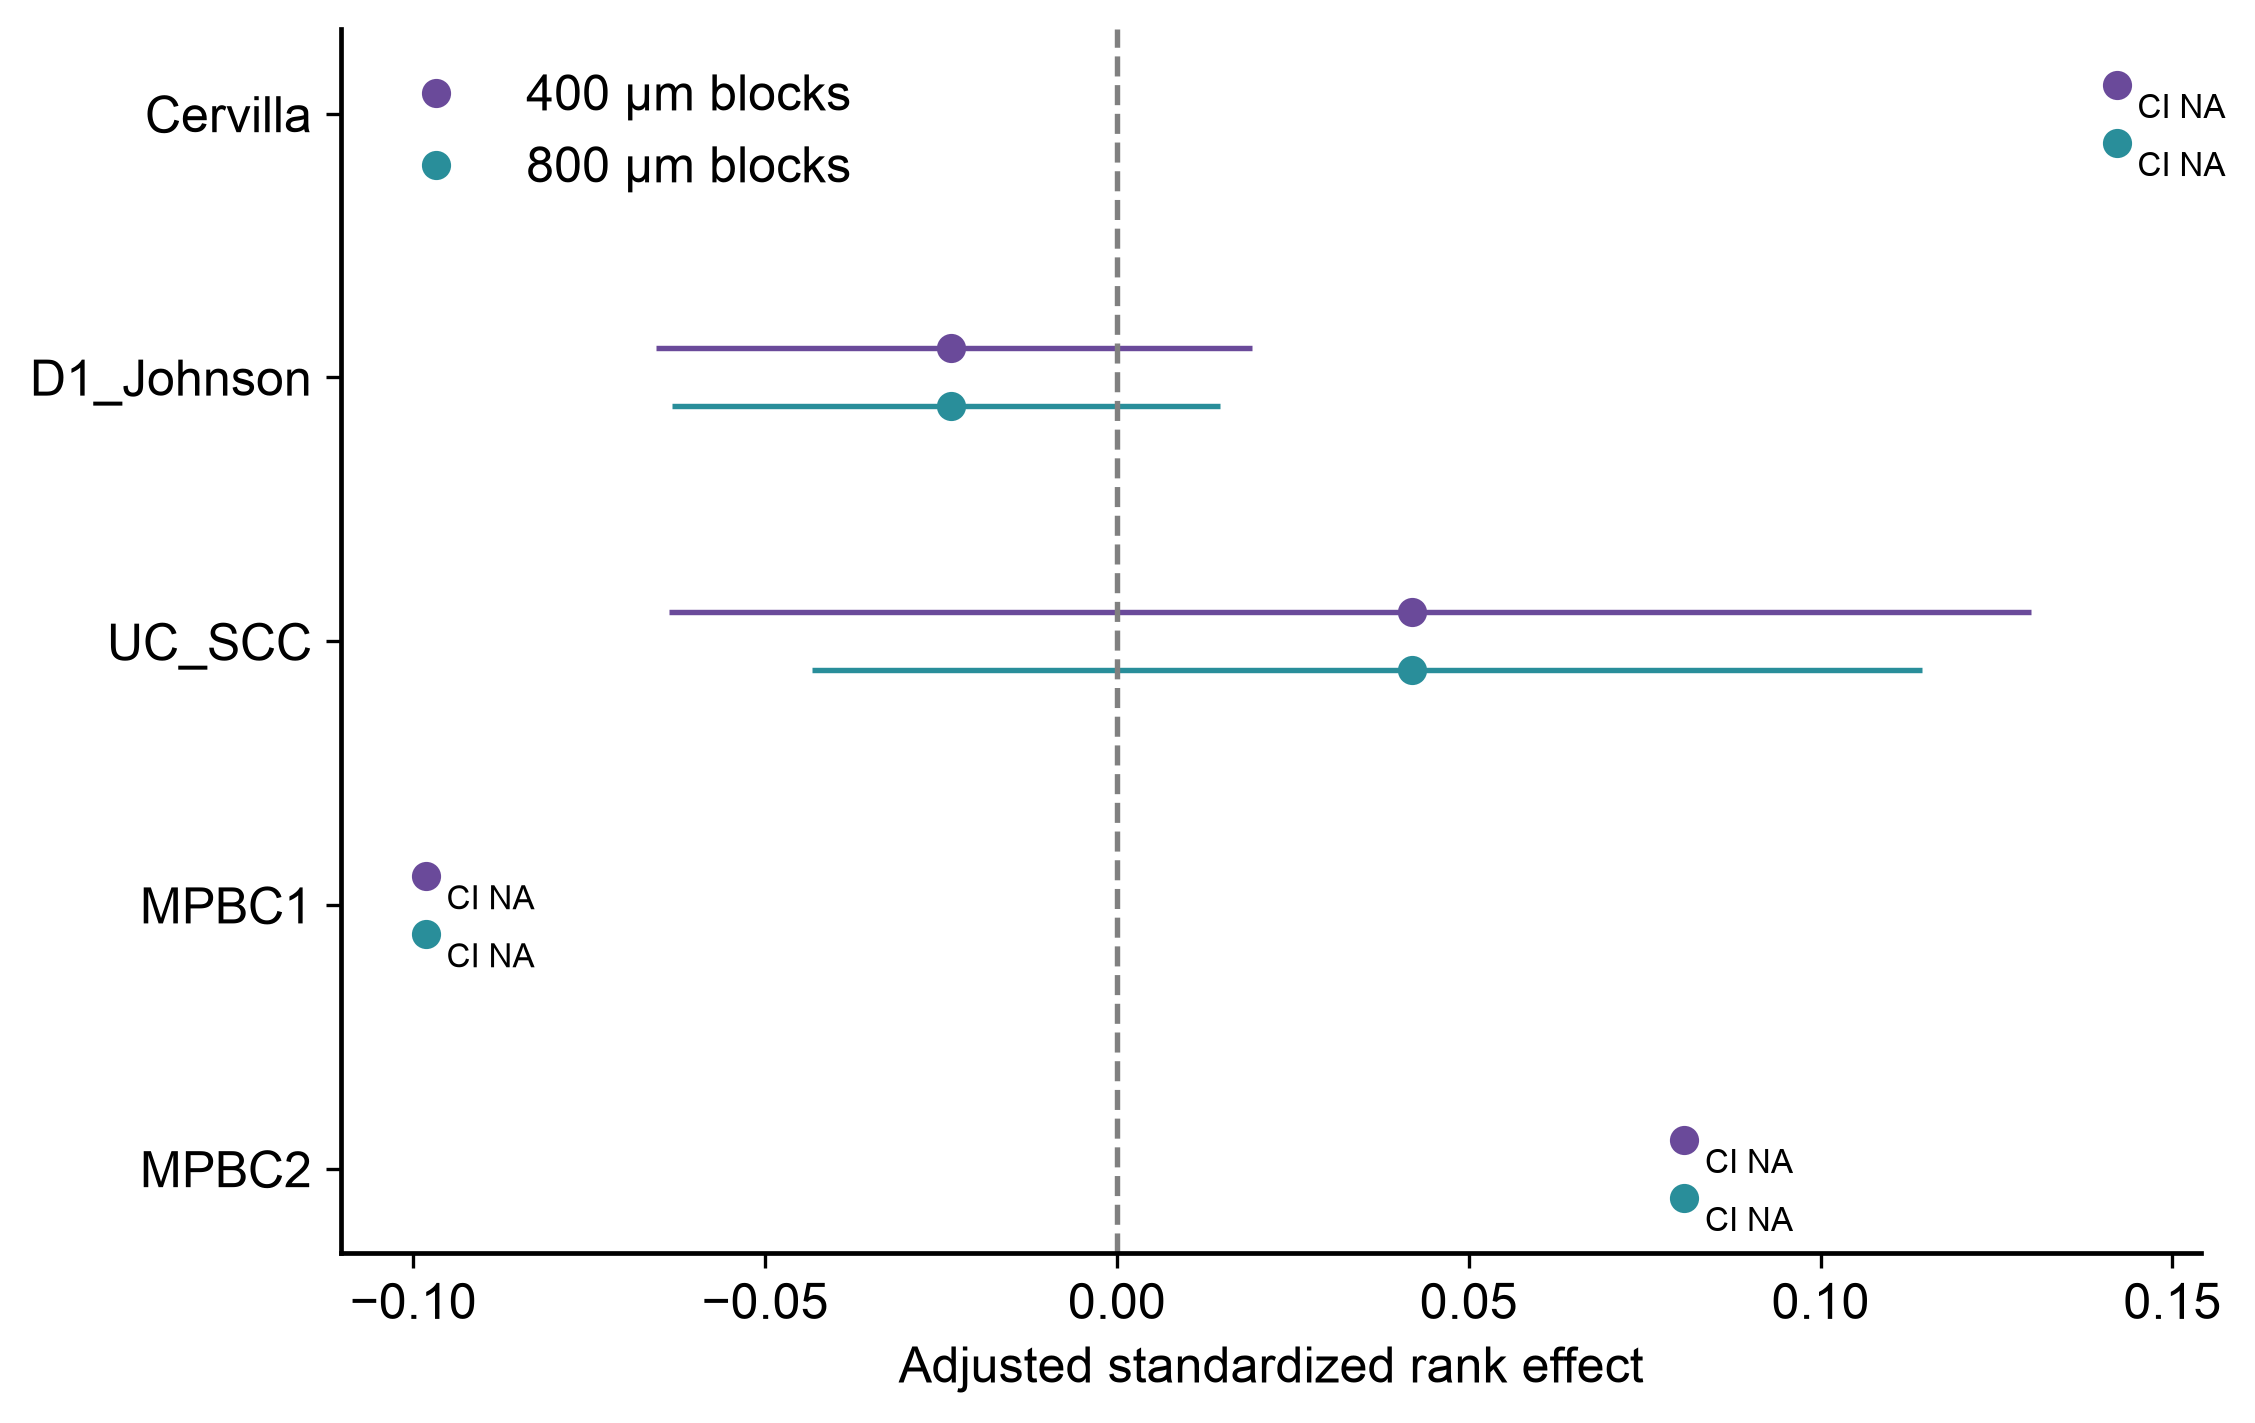 400 µm blocks
800 µm blocks
Cervilla
CI NA
CI NA
D1_Johnson
UC_SCC
MPBC1
CI NA
CI NA
MPBC2
CI NA
CI NA
−0.10 −0.05 0.00 0.05 0.10 0.15
Adjusted standardized rank effect